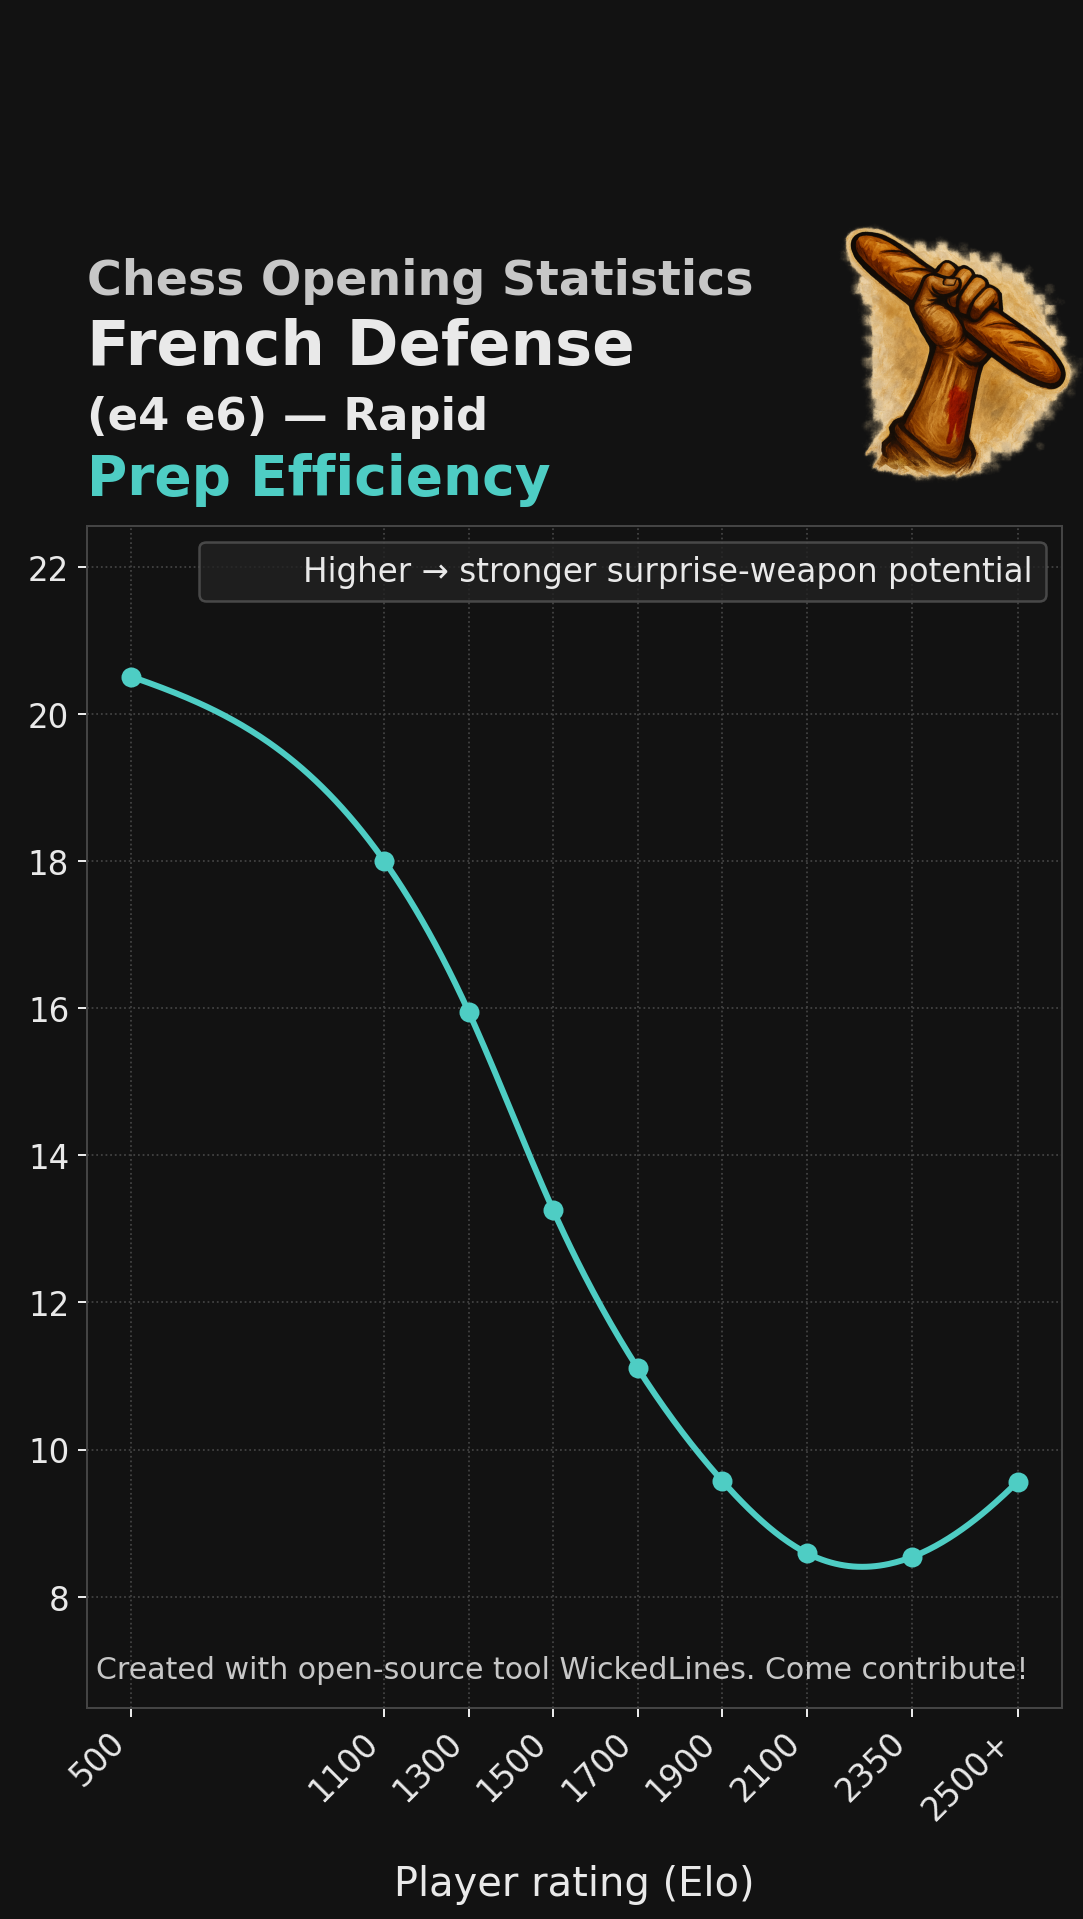 Chess Opening Statistics
French Defense
(e4 e6) — Rapid
Prep Efficiency
Higher → stronger surprise-weapon potential
22
20
18
16
14
12
10
8
Created with open-source tool WickedLines. Come contribute!
500
1100
1300
1500
1700
1900
2100
2350
2500+
Player rating (Elo)